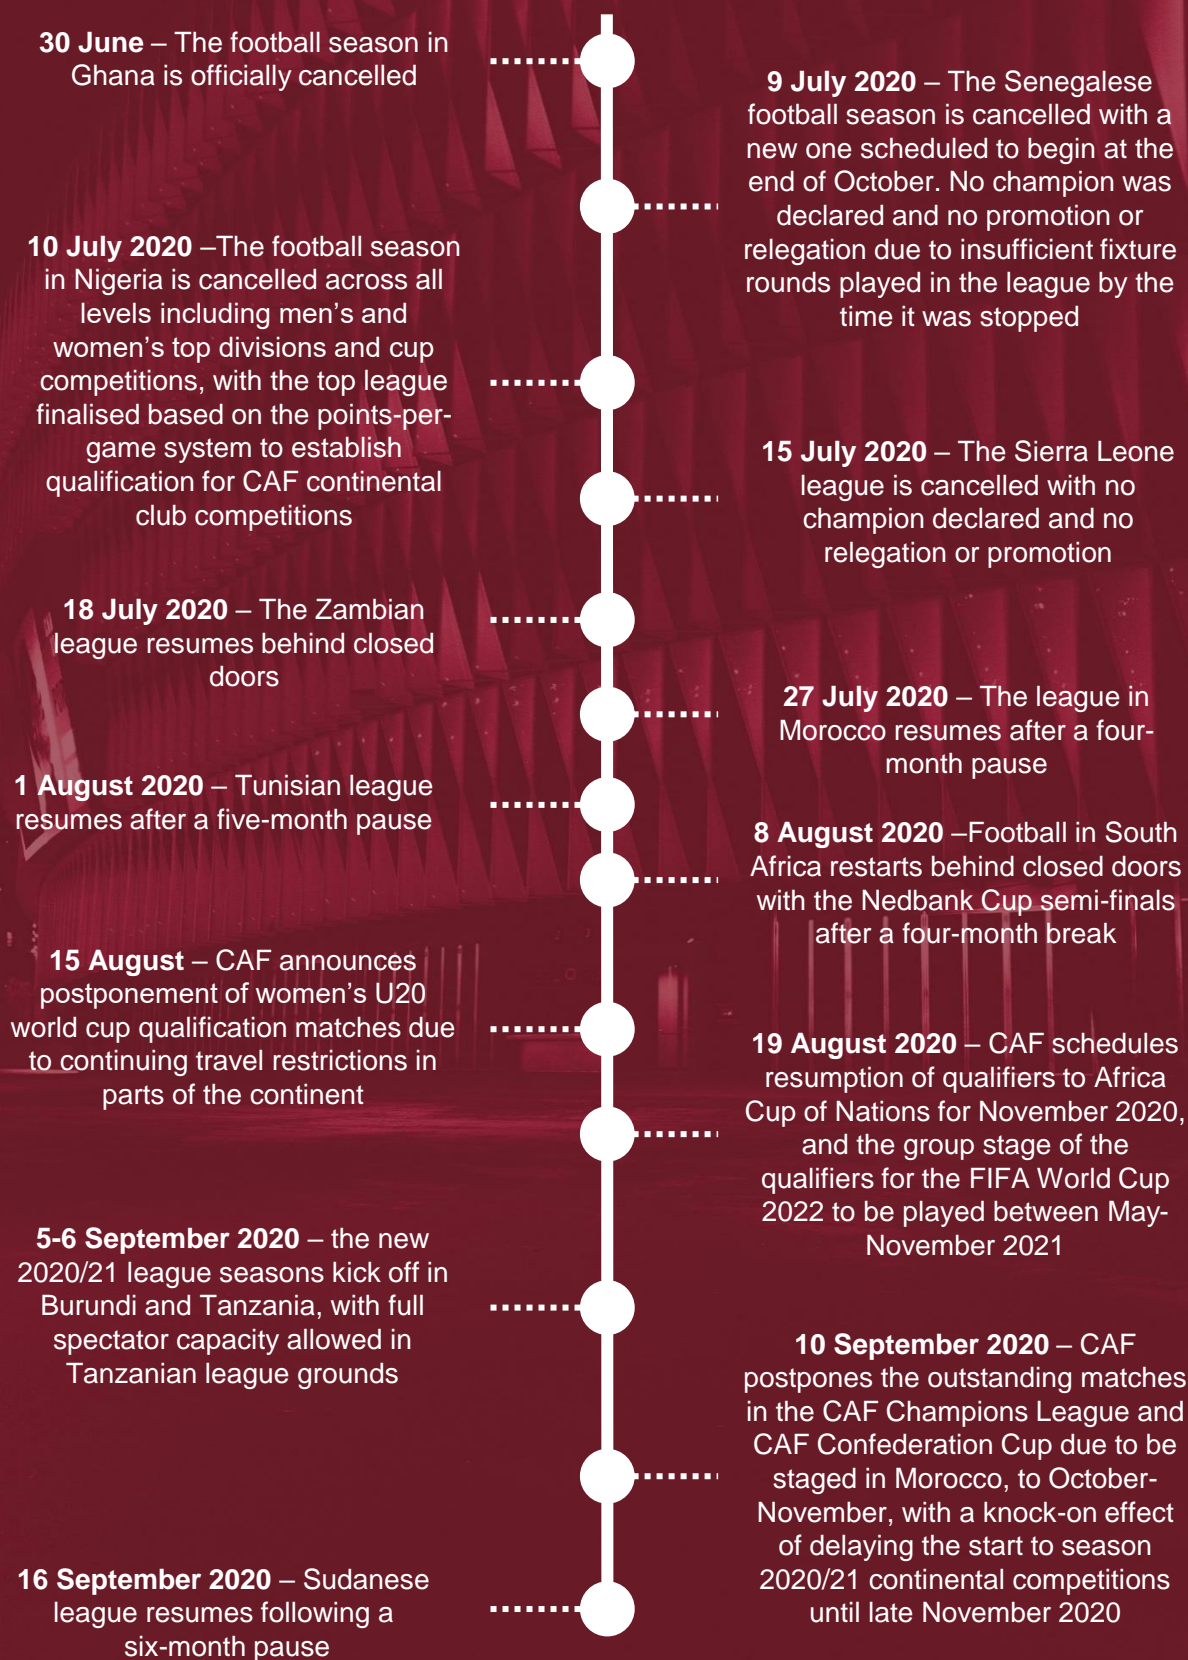 30 June – The football season in
Ghana is officially cancelled
9 July 2020 – The Senegalese
football season is cancelled with a
new one scheduled to begin at the
end of October. No champion was
declared and no promotion or
relegation due to insufficient fixture
rounds played in the league by the
time it was stopped
10 July 2020 –The football season
in Nigeria is cancelled across all
levels including men’s and
women’s top divisions and cup
competitions, with the top league
finalised based on the points-per-
game system to establish
qualification for CAF continental
club competitions
15 July 2020 – The Sierra Leone
league is cancelled with no
champion declared and no
relegation or promotion
18 July 2020 – The Zambian
league resumes behind closed
doors
27 July 2020 – The league in
Morocco resumes after a four-
month pause
1 August 2020 – Tunisian league
resumes after a five-month pause
8 August 2020 –Football in South
Africa restarts behind closed doors
with the Nedbank Cup semi-finals
after a four-month break
15 August – CAF announces
postponement of women’s U20
world cup qualification matches due
to continuing travel restrictions in
parts of the continent
19 August 2020 – CAF schedules
resumption of qualifiers to Africa
Cup of Nations for November 2020,
and the group stage of the
qualifiers for the FIFA World Cup
2022 to be played between May-
November 2021
5-6 September 2020 – the new
2020/21 league seasons kick off in
Burundi and Tanzania, with full
spectator capacity allowed in
Tanzanian league grounds
10 September 2020 – CAF
postpones the outstanding matches
in the CAF Champions League and
CAF Confederation Cup due to be
staged in Morocco, to October-
November, with a knock-on effect
of delaying the start to season
2020/21 continental competitions
until late November 2020
16 September 2020 – Sudanese
league resumes following a
six-month pause